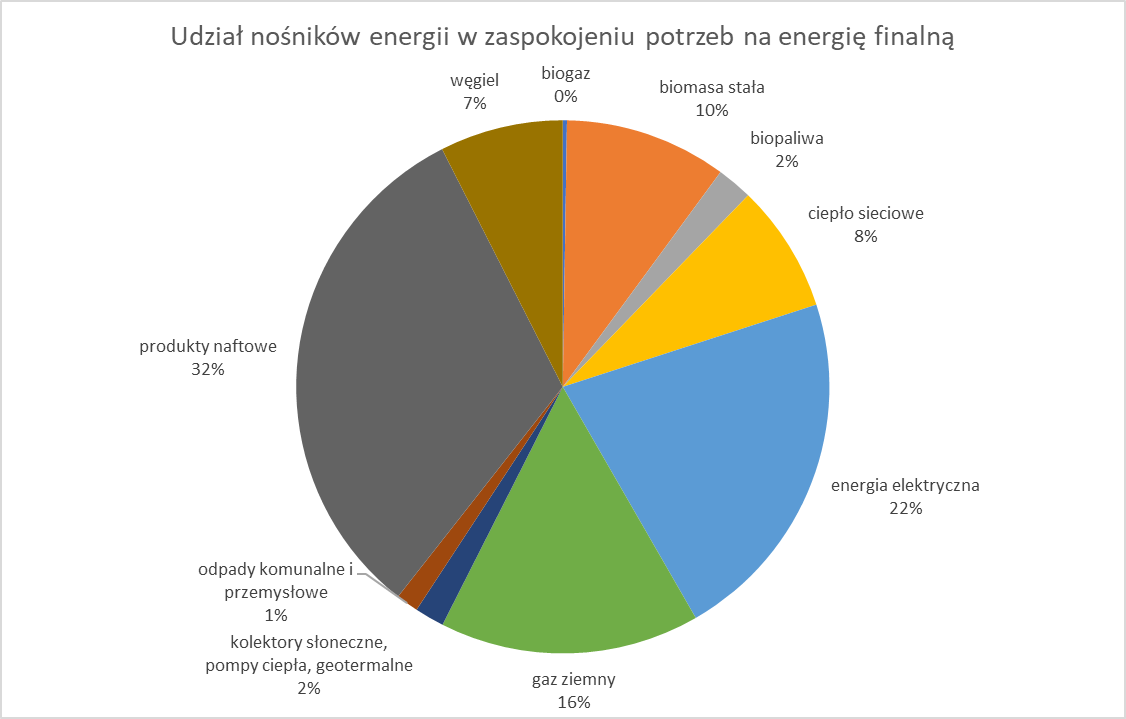 Udział nośników energii w zaspokojeniu potrzeb na energię finalną
biogaz
0%
biomasa stała
10%
biopaliwa
2%
ciepło sieciowe
8%
energia elektryczna
22%
gaz ziemny
16%
kolektory słoneczne,
pompy ciepła, geotermalne
2%
odpady komunalne i
przemysłowe
1%
produkty naftowe
32%
węgiel
7%